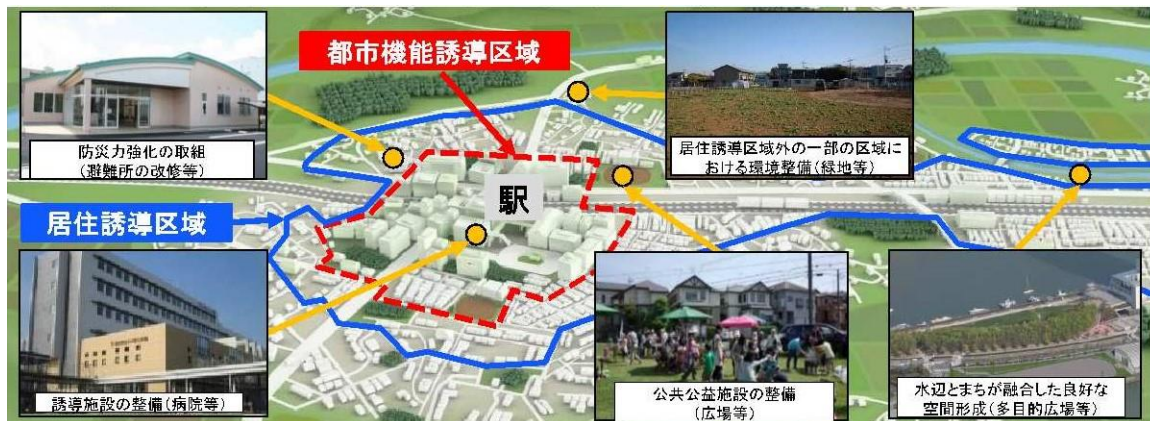 都市機能誘導区域
防災力強化の取組
(避難所の改修等)
居住誘導区域外の一部の区域に
おける環境整備(緑地等)
駅
居住誘導区域
誘導施設の整備(病院等)
公共公益施設の整備
(広場等)
水辺とまちが融合した良好な
空間形成(多目的広場等)